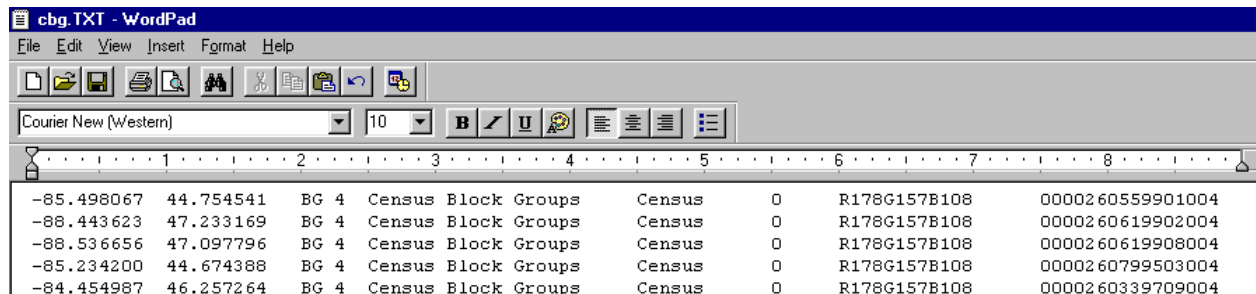 cbg.TXT - WordPad
File Edit View Insert Format Help
Courier New (Western) 10 B I U
1 2 3 4 5 6 7 8
-85.498067 44.754541 BG 4 Census Block Groups Census 0 R178G157B108 0000260559901004
-88.443623 47.233169 BG 4 Census Block Groups Census 0 R178G157B108 0000260619902004
-88.536656 47.097796 BG 4 Census Block Groups Census 0 R178G157B108 0000260619908004
-85.234200 44.674388 BG 4 Census Block Groups Census 0 R178G157B108 0000260799503004
-84.454987 46.257264 BG 4 Census Block Groups Census 0 R178G157B108 0000260339709004